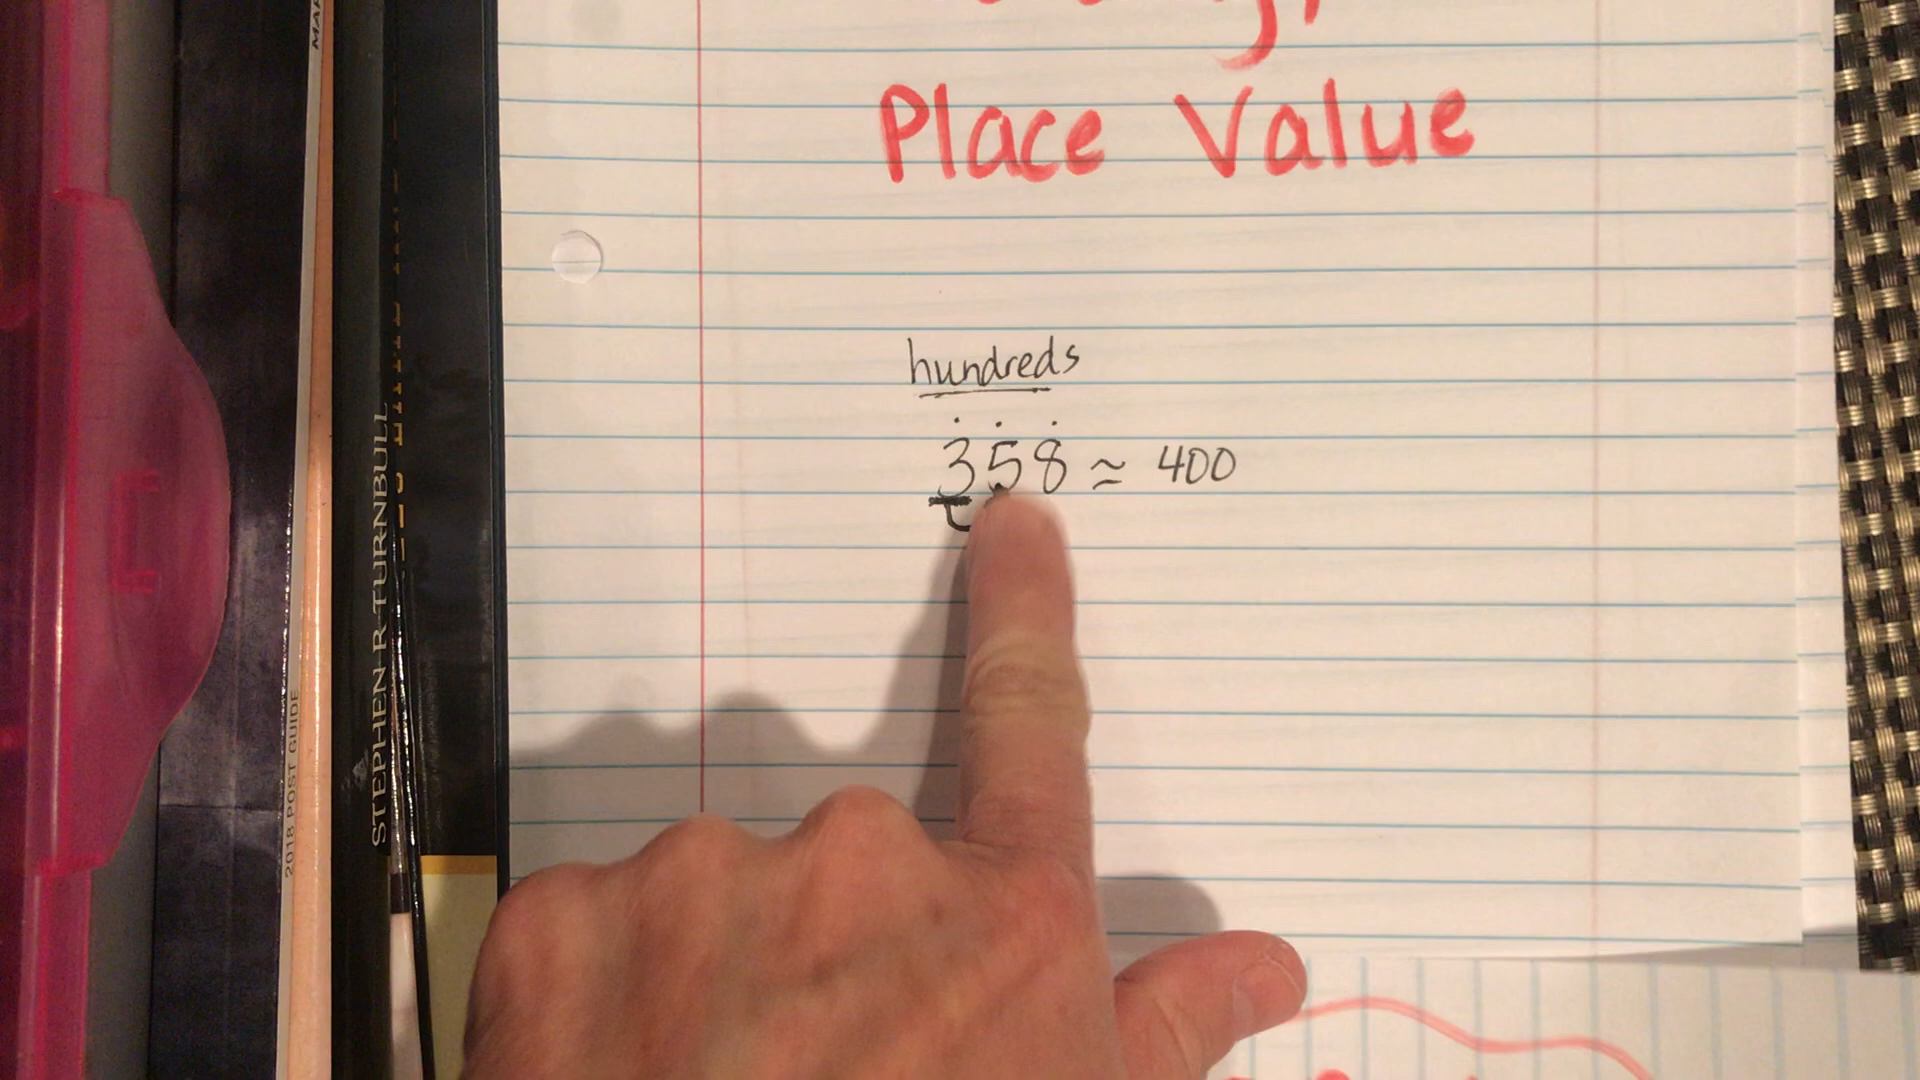 Place Value
hundreds
358 ≈ 400
STEPHEN R TURNBULL
2018 POST GUIDE